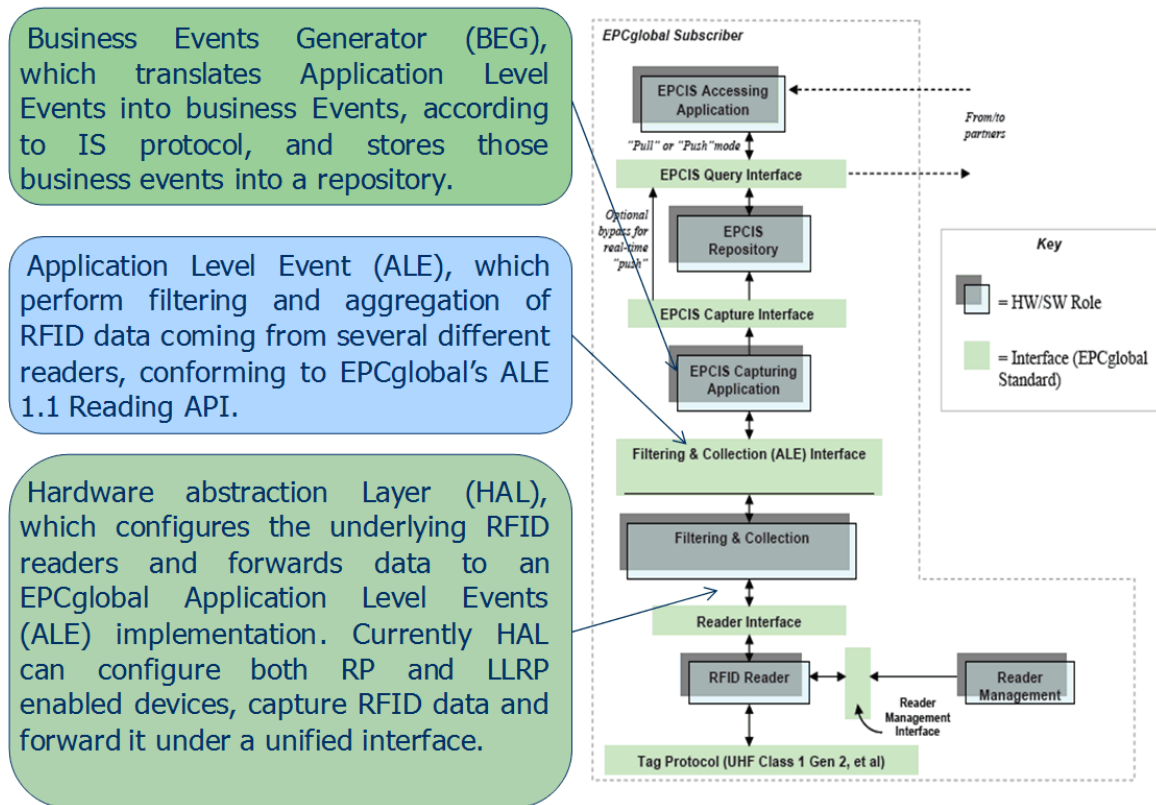 Business Events Generator (BEG),
which translates Application Level
Events into business Events, according
to IS protocol, and stores those
business events into a repository.
Application Level Event (ALE), which
perform filtering and aggregation of
RFID data coming from several different
readers, conforming to EPCglobal's ALE
1.1 Reading API.
Hardware abstraction Layer (HAL),
which configures the underlying RFID
readers and forwards data to an
EPCglobal Application Level Events
(ALE) implementation. Currently HAL
can configure both RP and LLRP
enabled devices, capture RFID data and
forward it under a unified interface.
EPCglobal Subscriber
EPCIS Accessing
Application
From/to
partners
"Pull" or "Push" mode
EPCIS Query Interface
Optional
bypass for
real-time
"push"
EPCIS
Repository
EPCIS Capture Interface
EPCIS Capturing
Application
Filtering & Collection (ALE) Interface
Filtering & Collection
Reader Interface
RFID Reader
Reader
Management
Reader
Management
Interface
Tag Protocol (UHF Class 1 Gen 2, et al)
Key
= HW/SW Role
= Interface (EPCglobal
Standard)